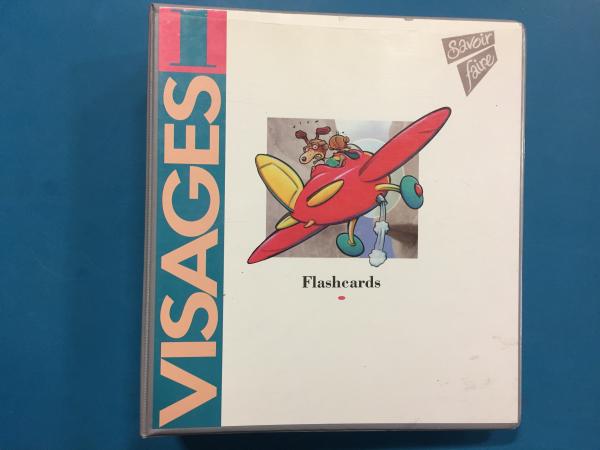 VISAGES 1
Savoir
faire
Flashcards